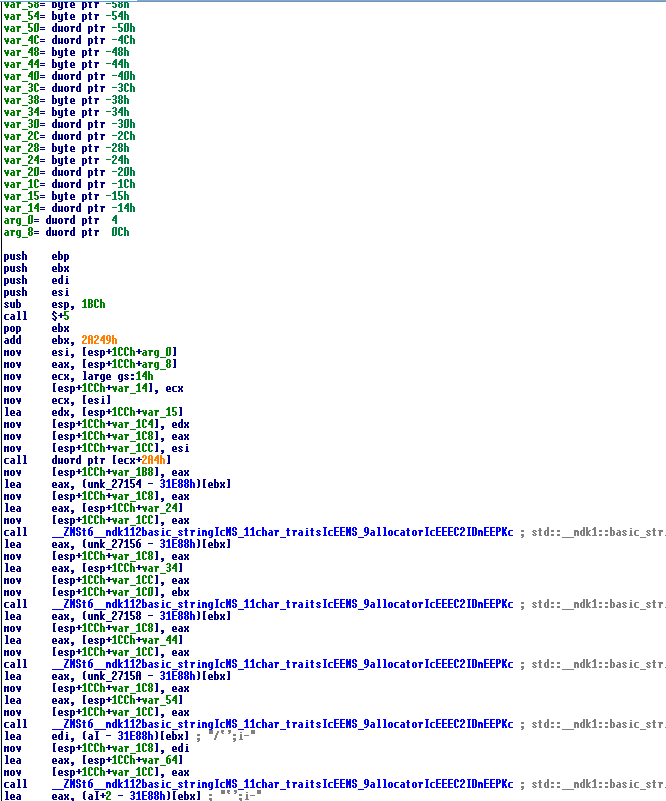 var_58= byte ptr -58h
var_54= byte ptr -54h
var_50= dword ptr -50h
var_4C= byte ptr -4Ch
var_48= byte ptr -48h
var_44= byte ptr -44h
var_40= dword ptr -40h
var_3C= byte ptr -3Ch
var_38= byte ptr -38h
var_34= byte ptr -34h
var_30= dword ptr -30h
var_2C= byte ptr -2Ch
var_28= byte ptr -28h
var_24= byte ptr -24h
var_20= dword ptr -20h
var_1C= dword ptr -1Ch
var_15= byte ptr -15h
var_14= dword ptr -14h
arg_0= dword ptr 4
arg_8= dword ptr 0Ch
push ebp
push ebx
push edi
push esi
sub esp, 1BCh
call $+5
pop ebx
add ebx, 2A249h
mov esi, [esp+1CCh+arg_0]
mov eax, [esp+1CCh+arg_8]
mov ecx, large gs:14h
mov [esp+1CCh+var_14], ecx
mov ecx, [esi]
lea edx, [esp+1CCh+var_15]
mov [esp+1CCh+var_1C4], edx
mov [esp+1CCh+var_1C8], eax
mov [esp+1CCh+var_1CC], esi
call dword ptr [ecx+2A4h]
mov [esp+1CCh+var_1B8], eax
lea eax, (unk_27154 - 31E88h)[ebx]
mov [esp+1CCh+var_1C8], eax
lea eax, [esp+1CCh+var_24]
mov [esp+1CCh+var_1CC], eax
call __ZNSt6__ndk112basic_stringIcNS_11char_traitsIcEENS_9allocatorIcEEEC2IDnEEPKc ; std::__ndk1::basic_str
lea eax, (unk_27156 - 31E88h)[ebx]
mov [esp+1CCh+var_1C8], eax
lea eax, [esp+1CCh+var_34]
mov [esp+1CCh+var_1CC], eax
mov [esp+1CCh+var_1C0], ebx
call __ZNSt6__ndk112basic_stringIcNS_11char_traitsIcEENS_9allocatorIcEEEC2IDnEEPKc ; std::__ndk1::basic_str
lea eax, (unk_27158 - 31E88h)[ebx]
mov [esp+1CCh+var_1C8], eax
lea eax, [esp+1CCh+var_44]
mov [esp+1CCh+var_1CC], eax
call __ZNSt6__ndk112basic_stringIcNS_11char_traitsIcEENS_9allocatorIcEEEC2IDnEEPKc ; std::__ndk1::basic_str
lea eax, (unk_2715A - 31E88h)[ebx]
mov [esp+1CCh+var_1C8], eax
lea eax, [esp+1CCh+var_54]
mov [esp+1CCh+var_1CC], eax
call __ZNSt6__ndk112basic_stringIcNS_11char_traitsIcEENS_9allocatorIcEEEC2IDnEEPKc ; std::__ndk1::basic_str
lea edi, (aI - 31E88h)[ebx] ;
mov [esp+1CCh+var_1C8], edi
lea eax, [esp+1CCh+var_64]
mov [esp+1CCh+var_1CC], eax
call __ZNSt6__ndk112basic_stringIcNS_11char_traitsIcEENS_9allocatorIcEEEC2IDnEEPKc ; std::__ndk1::basic_str
lea eax, (aI+2 - 31E88h)[ebx] ;